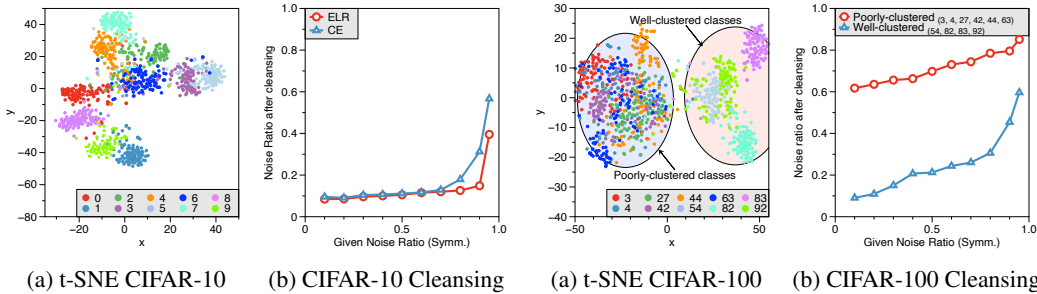 60
40
20
0
-20
-40
-60
-80
y
-20 0 20 40
x
0 2 4 6 8
1 3 5 7 9
(a) t-SNE CIFAR-10
ELR
CE
1.0
0.8
0.6
0.4
0.2
0
Noise Ratio after cleansing
0 0.5 1.0
Given Noise Ratio (Symm.)
(b) CIFAR-10 Cleansing
Well-clustered classes
30
20
10
0
-10
-20
-30
-40
y
Poorly-clustered classes
3 27 44 63 83
4 42 54 82 92
-50 0 50
x
(a) t-SNE CIFAR-100
Poorly-clustered (3, 4, 27, 42, 44, 63)
Well-clustered (54, 82, 83, 92)
1.0
0.8
0.6
0.4
0.2
0
Noise Ratio after cleansing
0 0.5 1.0
Given Noise Ratio (Symm.)
(b) CIFAR-100 Cleansing